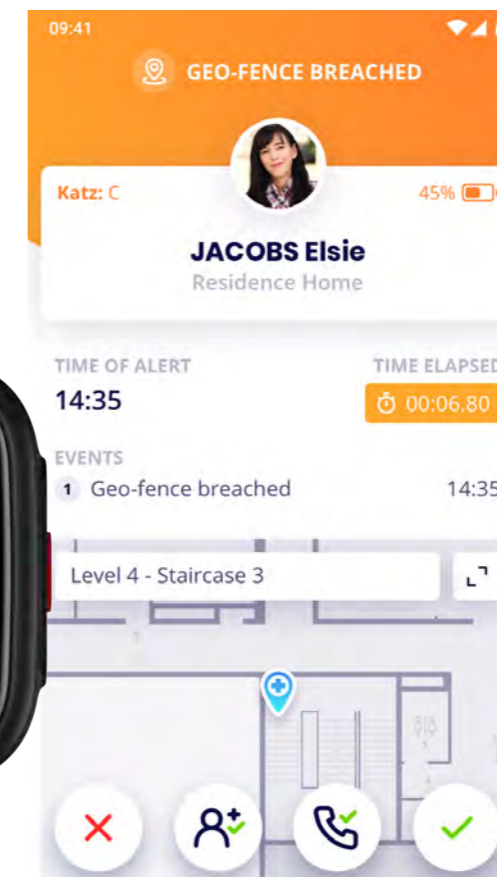 09:41
GEO-FENCE BREACHED
Katz: C
45%
JACOBS Elsie
Residence Home
TIME OF ALERT
TIME ELAPSED
14:35
00:06.80
EVENTS
1 Geo-fence breached 14:35
Level 4 - Staircase 3